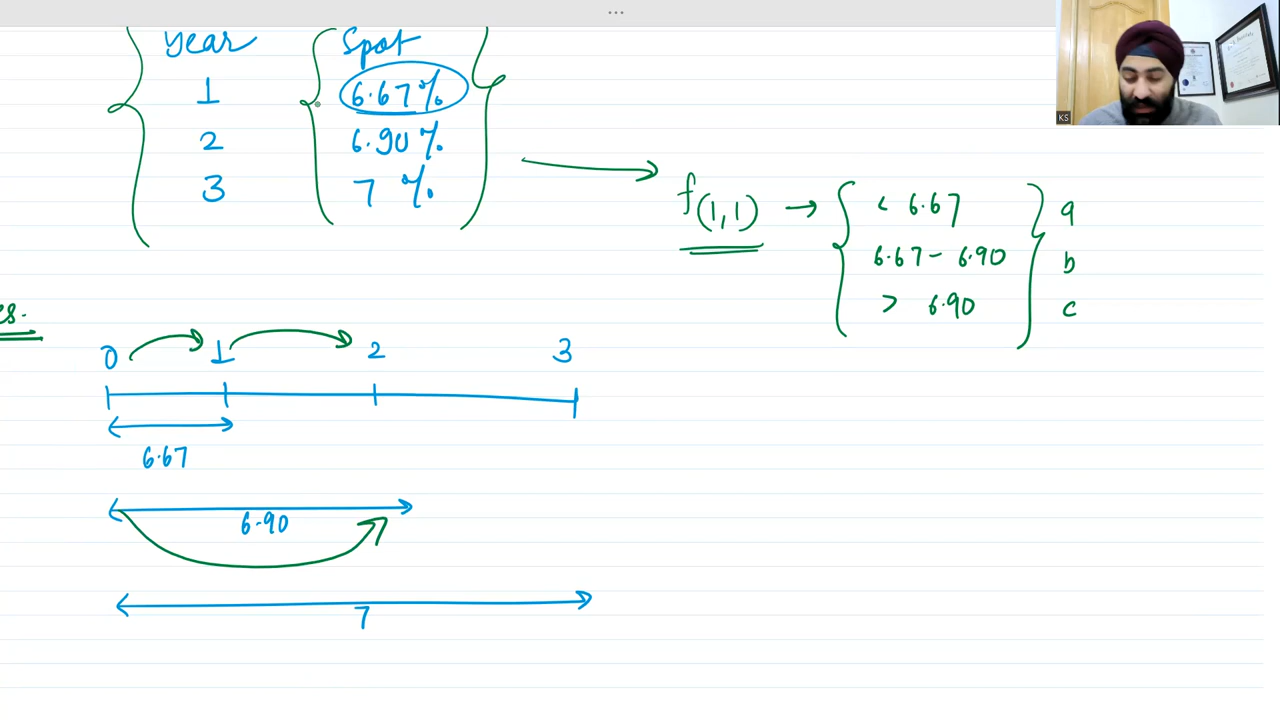 Year Spot
1 6.67%
2 6.90%
3 7 %
f(1,1) → < 6.67 a
6.67 - 6.90 b
> 6.90 c
es.
0 1 2 3
6.67
6.90
7
KS